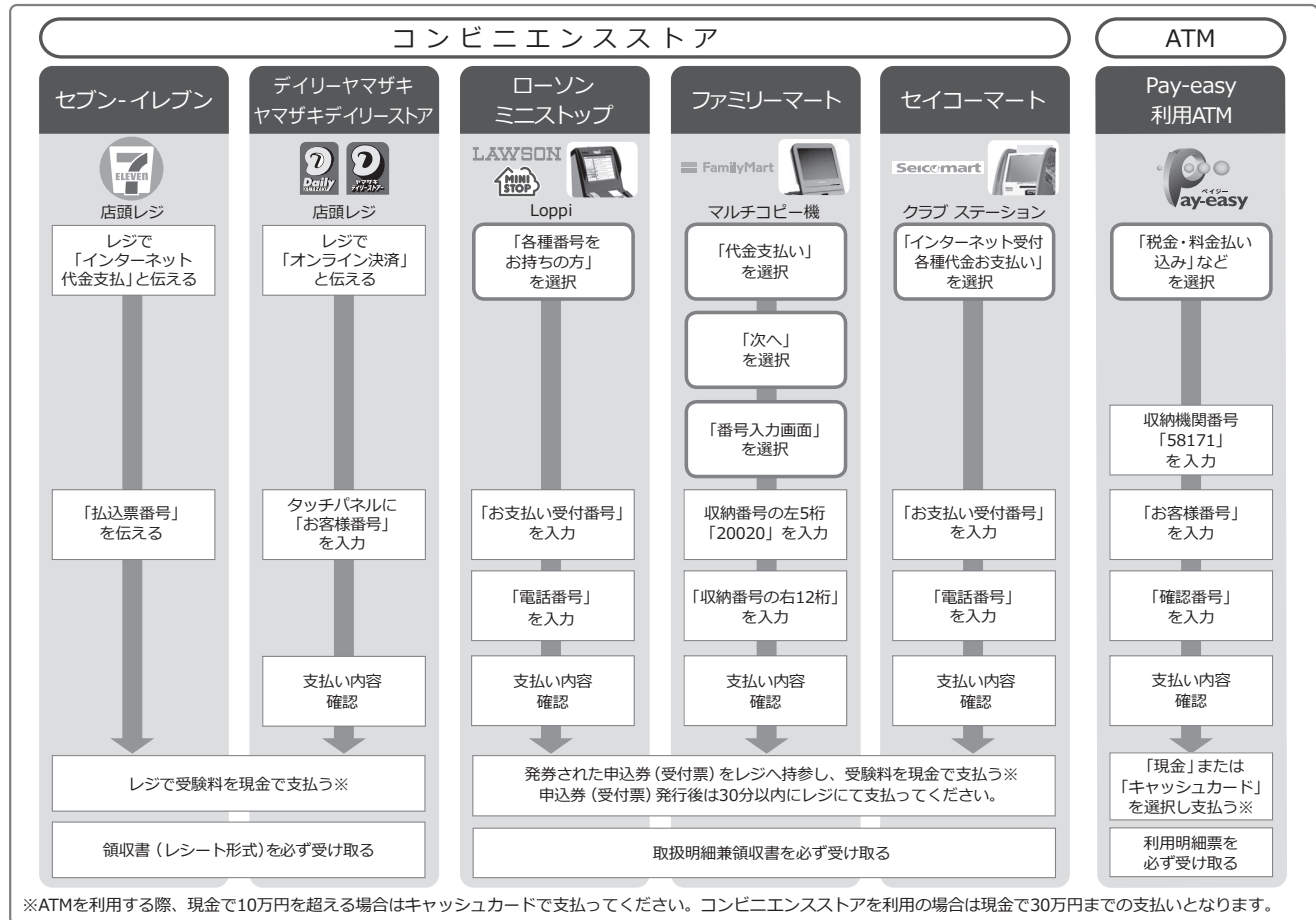 コンビニエンスストア
ATM
セブン-イレブン
デイリーヤマザキ
ヤマザキデイリーストア
ローソン
ミニストップ
ファミリーマート
セイコーマート
Pay-easy
利用ATM
7
ELEVEN
店頭レジ
Daily
YAMAZAKI
ヤマザキ
デイリーストアー
店頭レジ
LAWSON
MINI
STOP
Loppi
FamilyMart
マルチコピー機
Seicomart
クラブ ステーション
ペイジー
Pay-easy
レジで
「インターネット
代金支払」と伝える
「払込票番号」
を伝える
レジで
「オンライン決済」
と伝える
タッチパネルに
「お客様番号」
を入力
支払い内容
確認
レジで受験料を現金で支払う※
領収書（レシート形式）を必ず受け取る
「各種番号を
お持ちの方」
を選択
「お支払い受付番号」
を入力
「電話番号」
を入力
支払い内容
確認
「代金支払い」
を選択
「次へ」
を選択
「番号入力画面」
を選択
収納番号の左5桁
「20020」を入力
「収納番号の右12桁」
を入力
支払い内容
確認
「インターネット受付
各種代金お支払い」
を選択
「お支払い受付番号」
を入力
「電話番号」
を入力
支払い内容
確認
発券された申込券（受付票）をレジへ持参し、受験料を現金で支払う※
申込券（受付票）発行後は30分以内にレジにて支払ってください。
取扱明細兼領収書を必ず受け取る
「税金・料金払い
込み」など
を選択
収納機関番号
「58171」
を入力
「お客様番号」
を入力
「確認番号」
を入力
支払い内容
確認
「現金」または
「キャッシュカード」
を選択し支払う※
利用明細票を
必ず受け取る
※ATMを利用する際、現金で10万円を超える場合はキャッシュカードで支払ってください。コンビニエンスストアを利用の場合は現金で30万円までの支払いとなります。